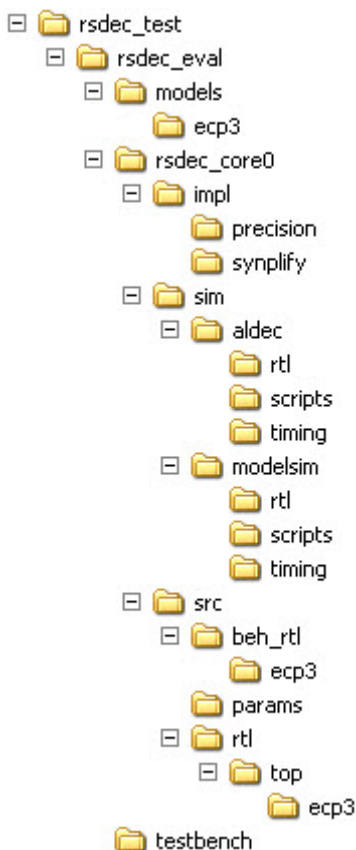 rsdec_test
rsdec_eval
models
ecp3
rsdec_core0
impl
precision
synplify
sim
aldec
rtl
scripts
timing
modelsim
rtl
scripts
timing
src
beh_rtl
ecp3
params
rtl
top
ecp3
testbench